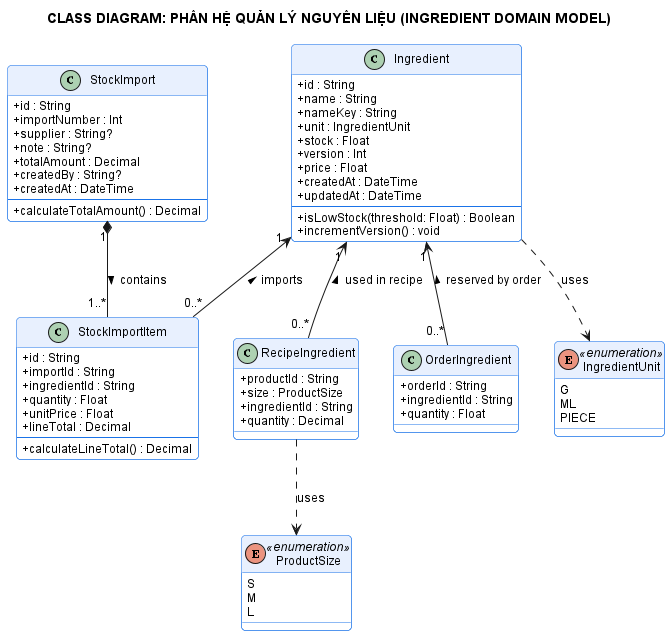 CLASS DIAGRAM: PHÂN HỆ QUẢN LÝ NGUYÊN LIỆU (INGREDIENT DOMAIN MODEL)
C StockImport
+id : String
+importNumber : Int
+supplier : String?
+note : String?
+totalAmount : Decimal
+createdBy : String?
+createdAt : DateTime
+calculateTotalAmount() : Decimal
C Ingredient
+id : String
+name : String
+nameKey : String
+unit : IngredientUnit
+stock : Float
+version : Int
+price : Float
+createdAt : DateTime
+updatedAt : DateTime
+isLowStock(threshold: Float) : Boolean
+incrementVersion() : void
1
contains
1..*
1
imports
0..*
1
used in recipe
0..*
1
reserved by order
0..*
uses
C StockImportItem
+id : String
+importId : String
+ingredientId : String
+quantity : Float
+unitPrice : Float
+lineTotal : Decimal
+calculateLineTotal() : Decimal
C RecipeIngredient
+productId : String
+size : ProductSize
+ingredientId : String
+quantity : Decimal
C OrderIngredient
+orderId : String
+ingredientId : String
+quantity : Float
E «enumeration»
IngredientUnit
G
ML
PIECE
uses
E «enumeration»
ProductSize
S
M
L